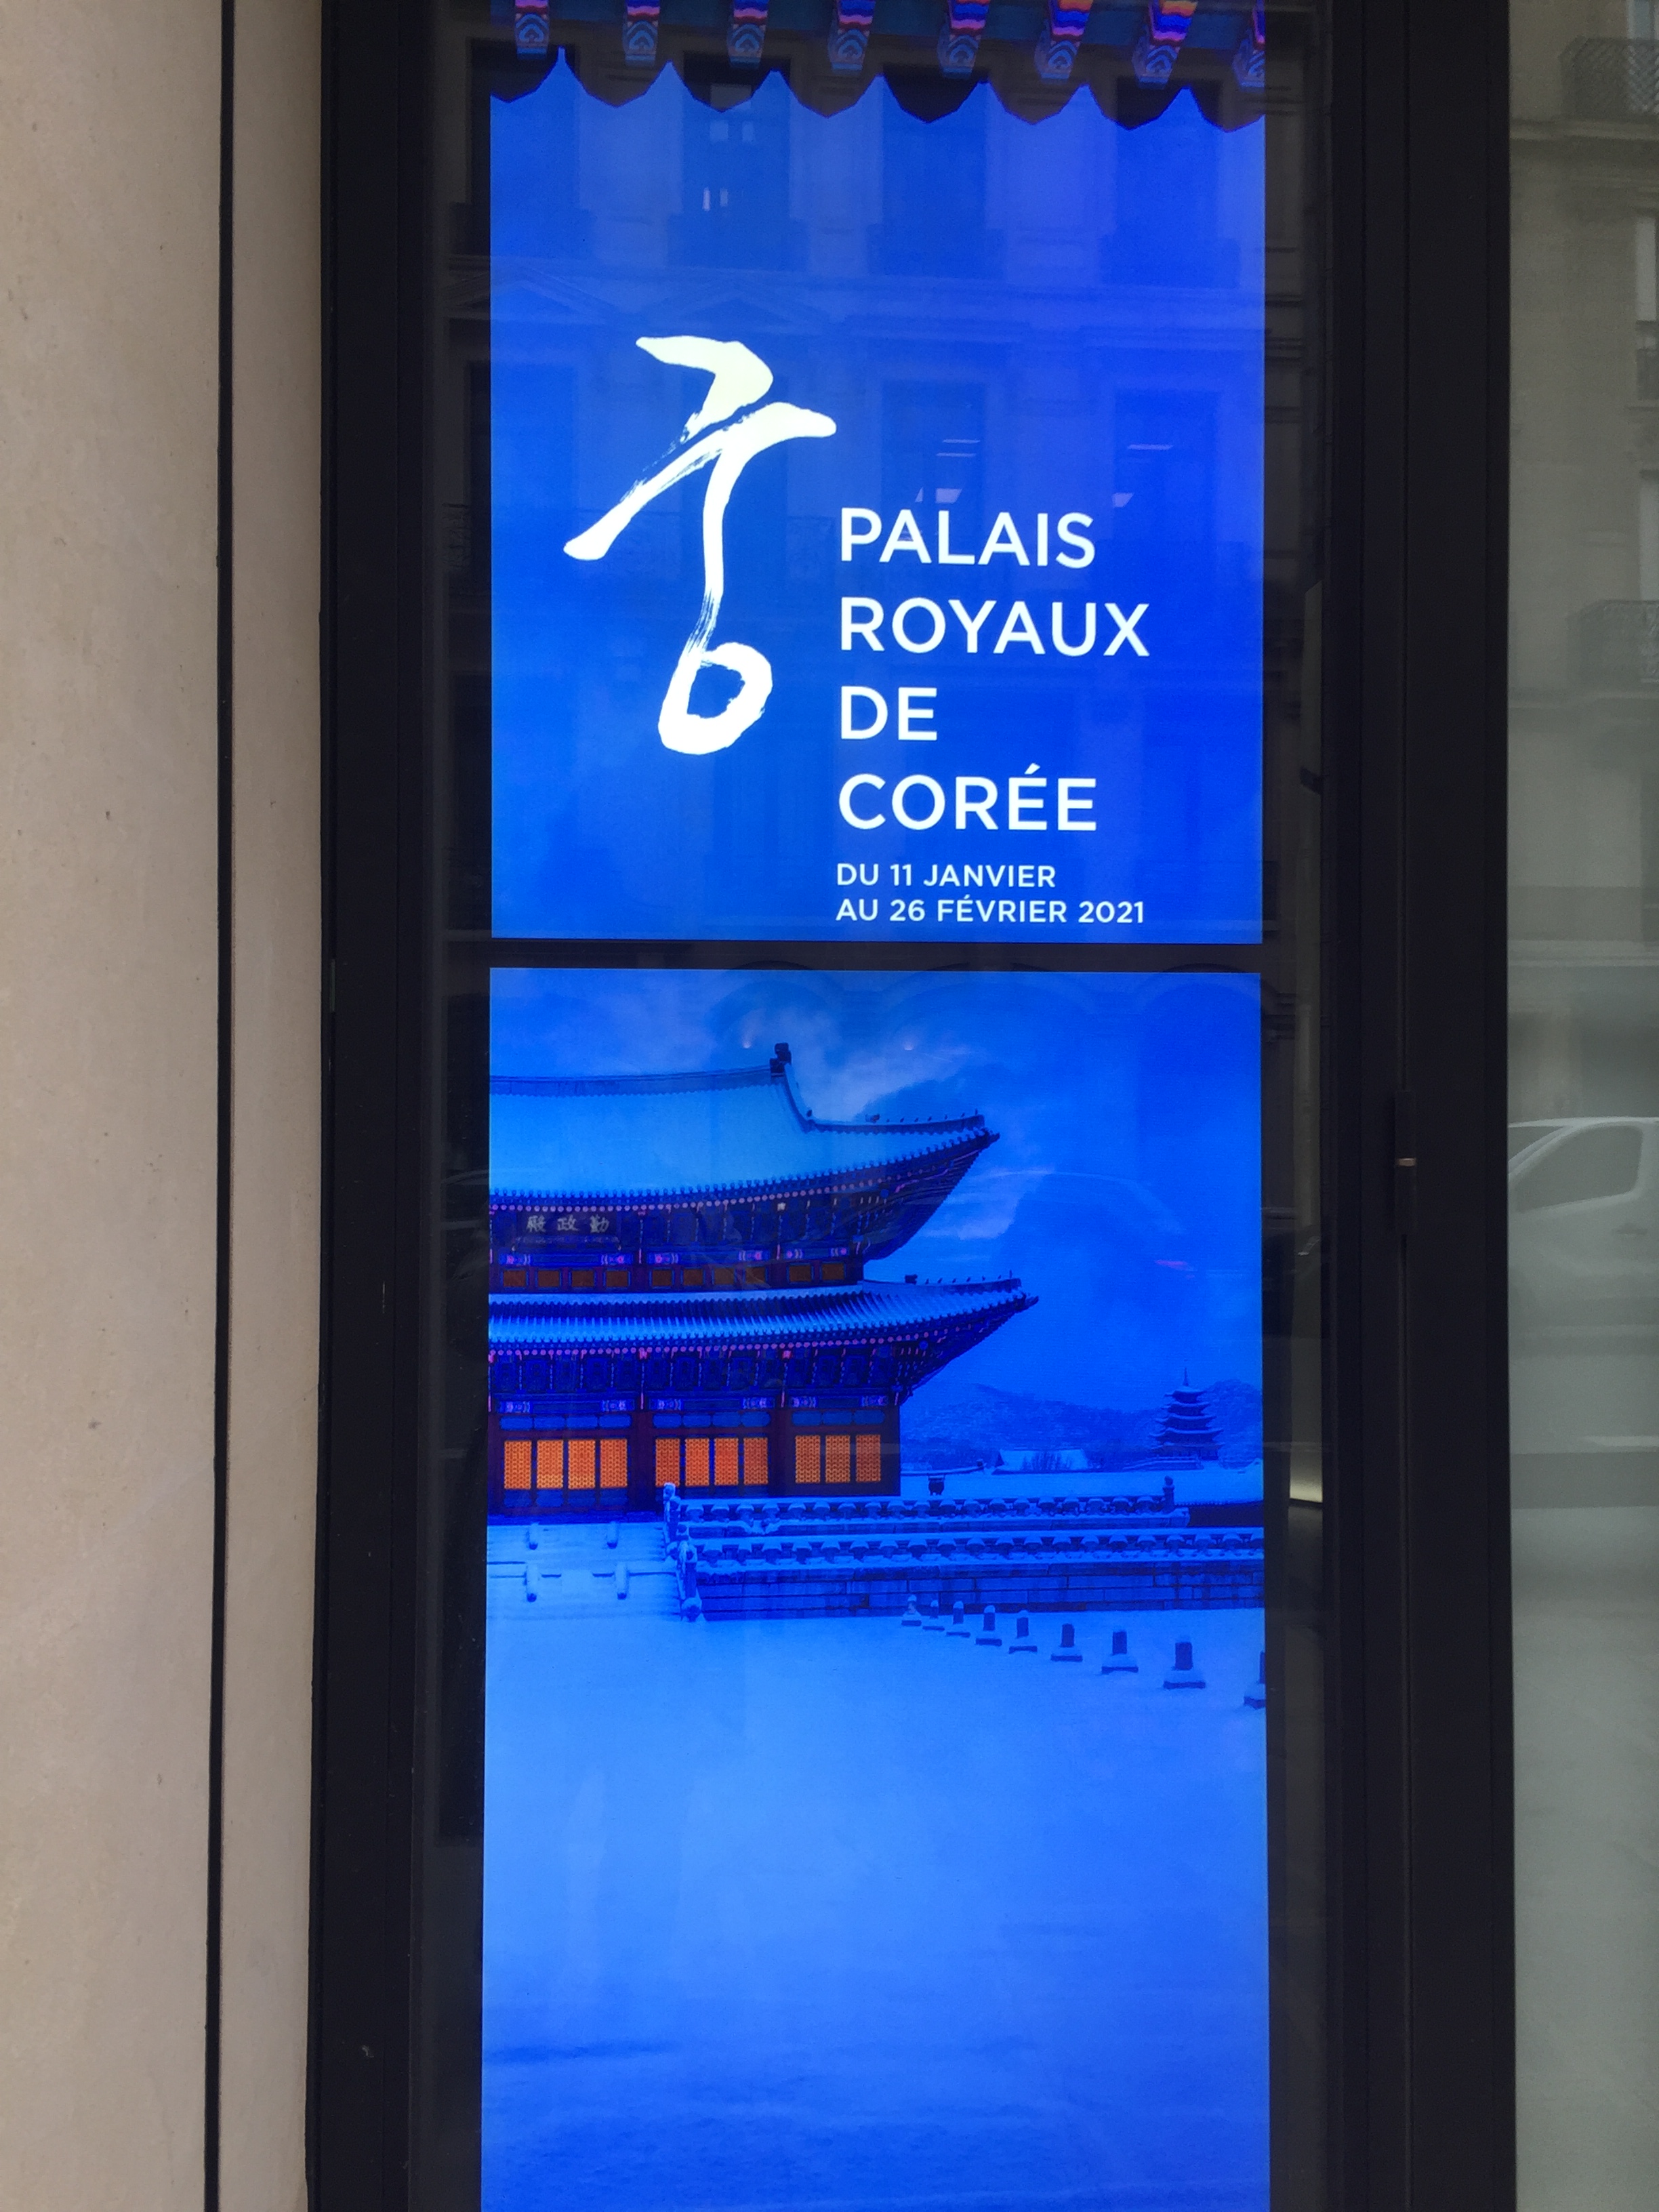 궁
PALAIS
ROYAUX
DE
CORÉE
DU 11 JANVIER
AU 26 FÉVRIER 2021
勤政殿